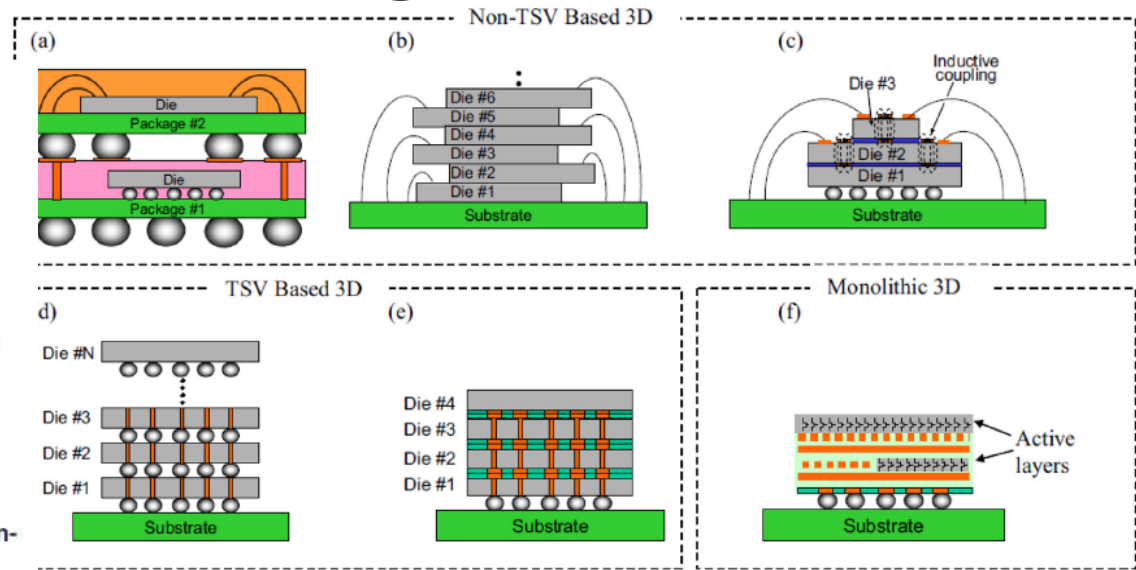 Non-TSV Based 3D
(a)
Die
Package #2
Die
Package #1
(b)
Die #6
Die #5
Die #4
Die #3
Die #2
Die #1
Substrate
(c)
Inductive
coupling
Die #3
Die #2
Die #1
Substrate
TSV Based 3D
d)
Die #N
Die #3
Die #2
Die #1
Substrate
(e)
Die #4
Die #3
Die #2
Die #1
Substrate
Monolithic 3D
(f)
Active
layers
Substrate
n-